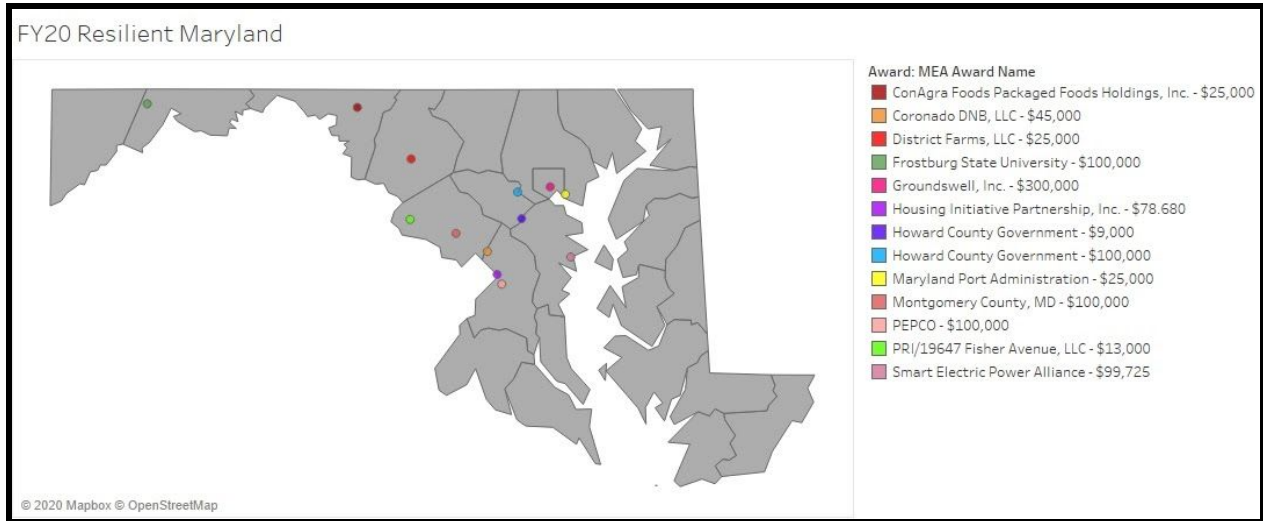 FY20 Resilient Maryland
Award: MEA Award Name
ConAgra Foods Packaged Foods Holdings, Inc. - $25,000
Coronado DNB, LLC - $45,000
District Farms, LLC - $25,000
Frostburg State University - $100,000
Groundswell, Inc. - $300,000
Housing Initiative Partnership, Inc. - $78.680
Howard County Government - $9,000
Howard County Government - $100,000
Maryland Port Administration - $25,000
Montgomery County, MD - $100,000
PEPCO - $100,000
PRI/19647 Fisher Avenue, LLC - $13,000
Smart Electric Power Alliance - $99,725
© 2020 Mapbox © OpenStreetMap